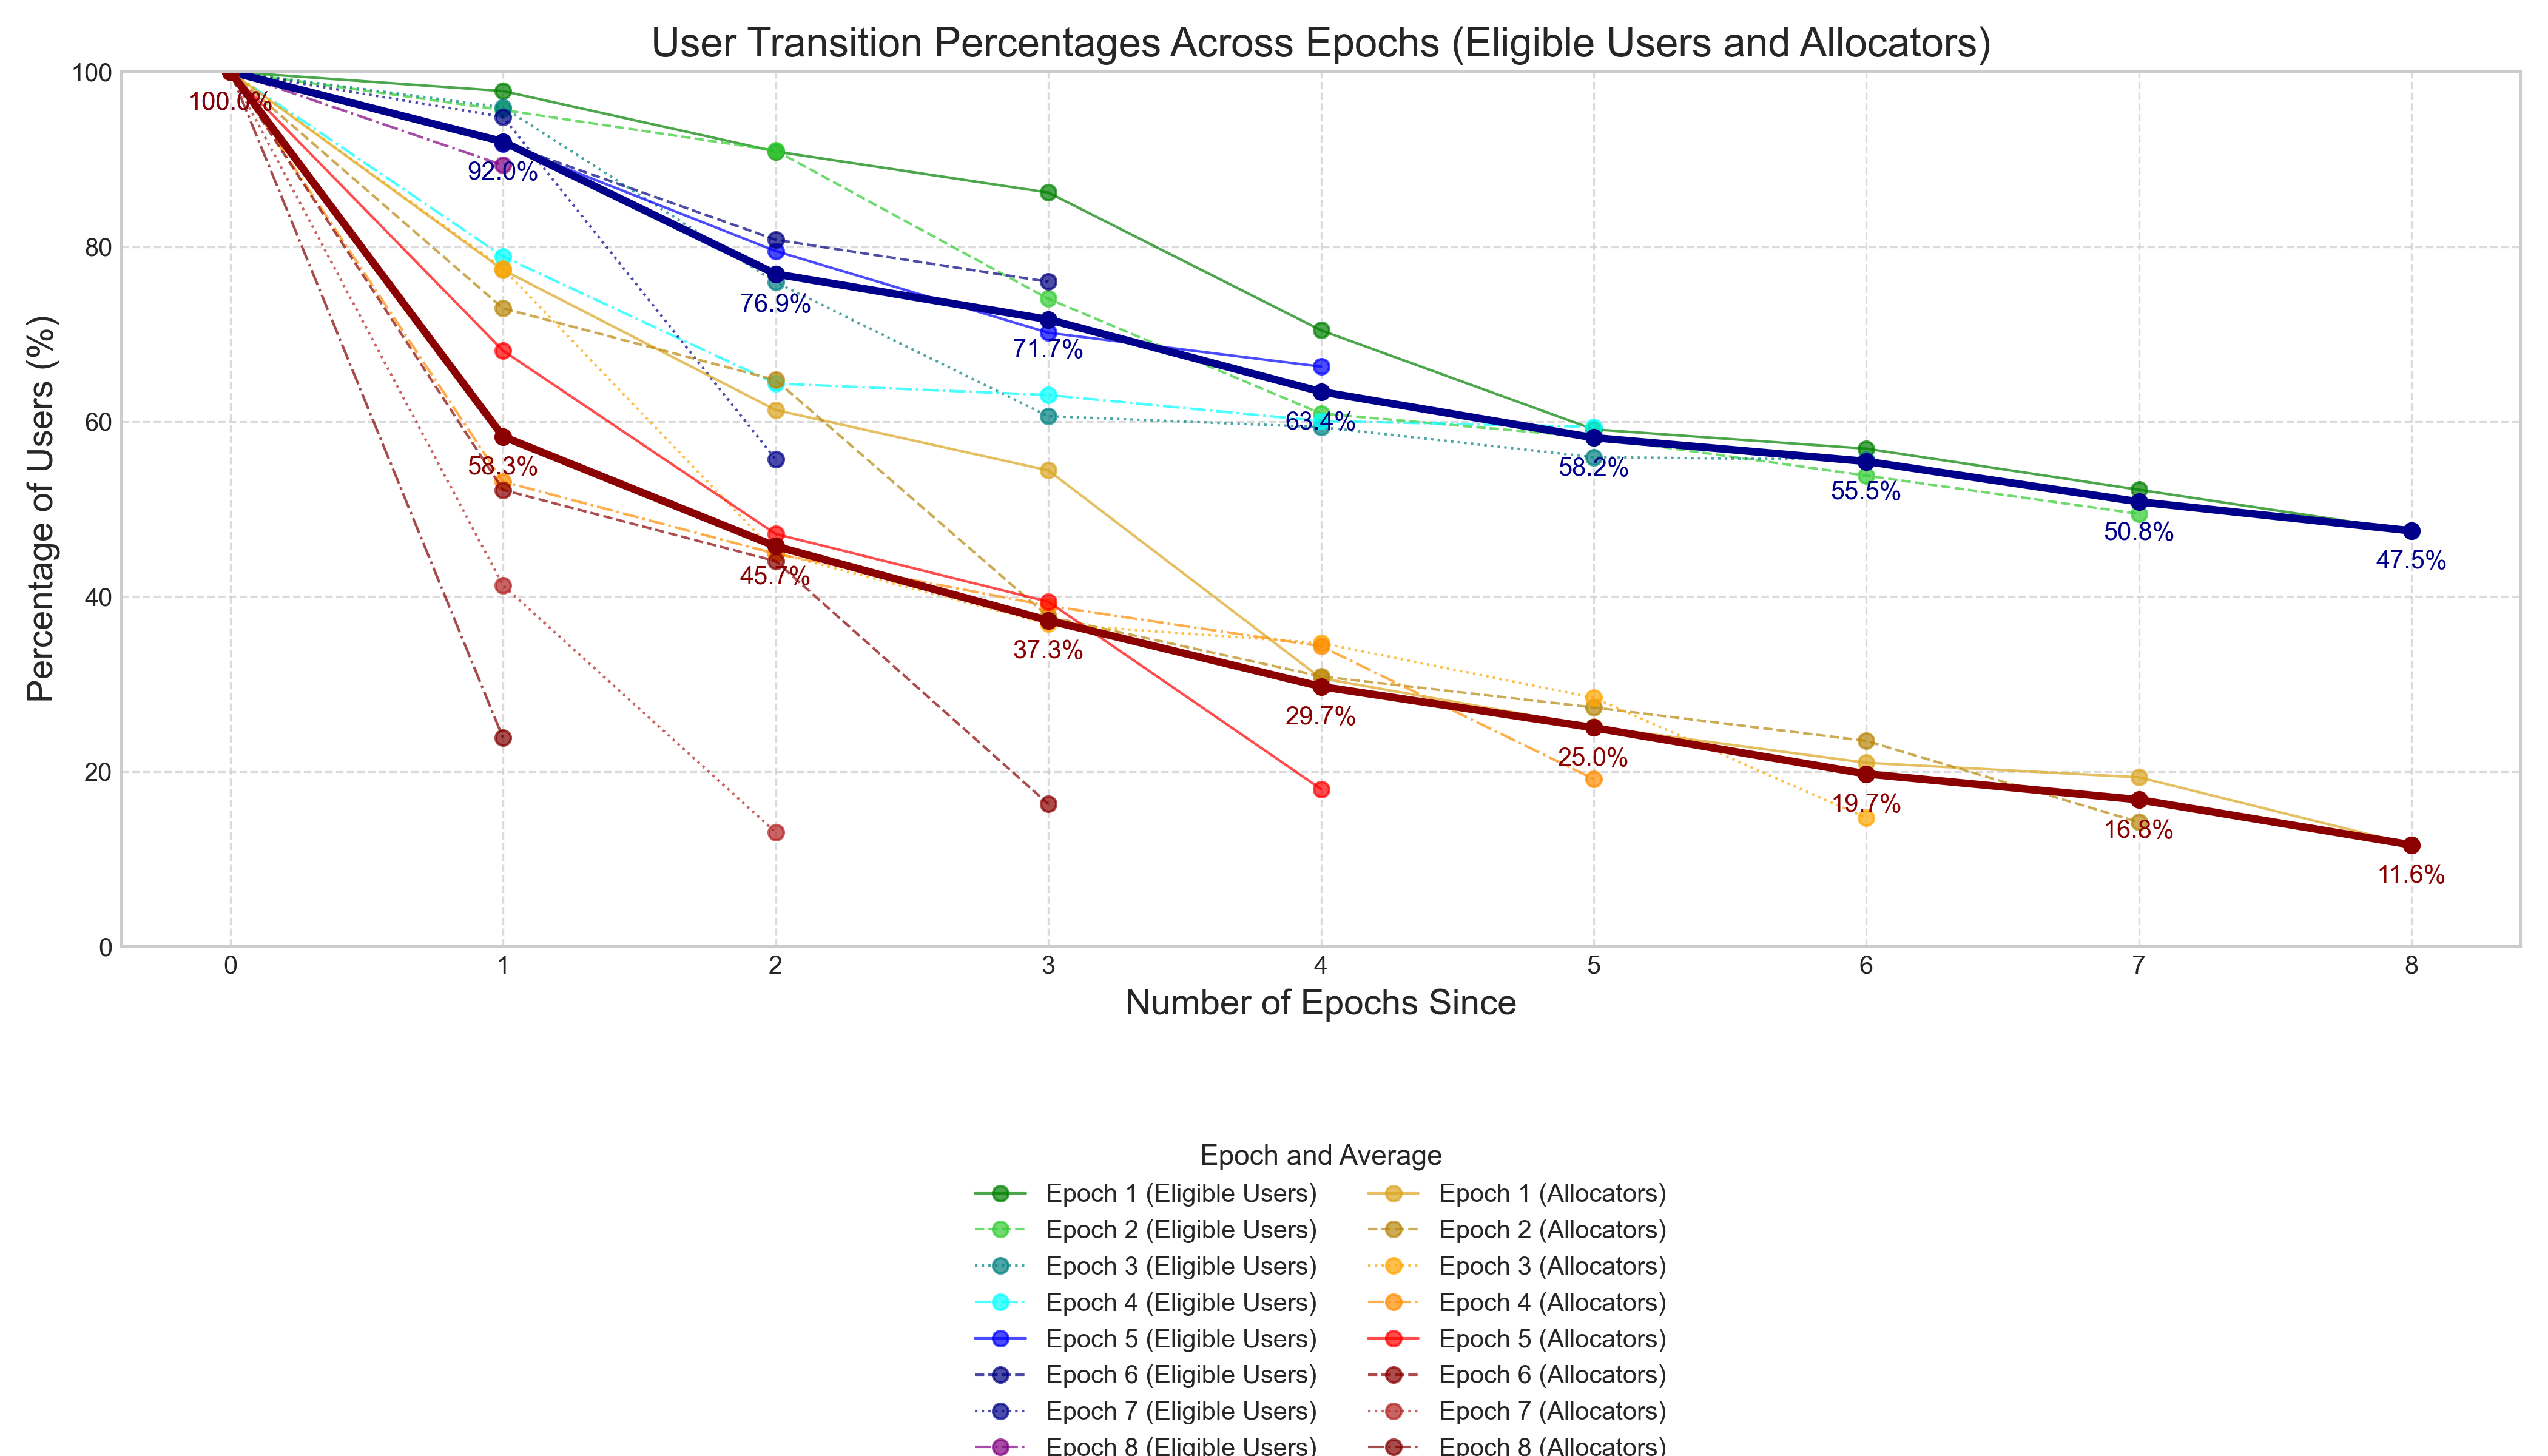 User Transition Percentages Across Epochs (Eligible Users and Allocators)
Percentage of Users (%)
100
80
60
40
20
0
100.0%
92.0%
76.9%
71.7%
63.4%
58.2%
55.5%
50.8%
47.5%
58.3%
45.7%
37.3%
29.7%
25.0%
19.7%
16.8%
11.6%
0 1 2 3 4 5 6 7 8
Number of Epochs Since
Epoch and Average
Epoch 1 (Eligible Users)
Epoch 2 (Eligible Users)
Epoch 3 (Eligible Users)
Epoch 4 (Eligible Users)
Epoch 5 (Eligible Users)
Epoch 6 (Eligible Users)
Epoch 7 (Eligible Users)
Epoch 8 (Eligible Users)
Epoch 1 (Allocators)
Epoch 2 (Allocators)
Epoch 3 (Allocators)
Epoch 4 (Allocators)
Epoch 5 (Allocators)
Epoch 6 (Allocators)
Epoch 7 (Allocators)
Epoch 8 (Allocators)